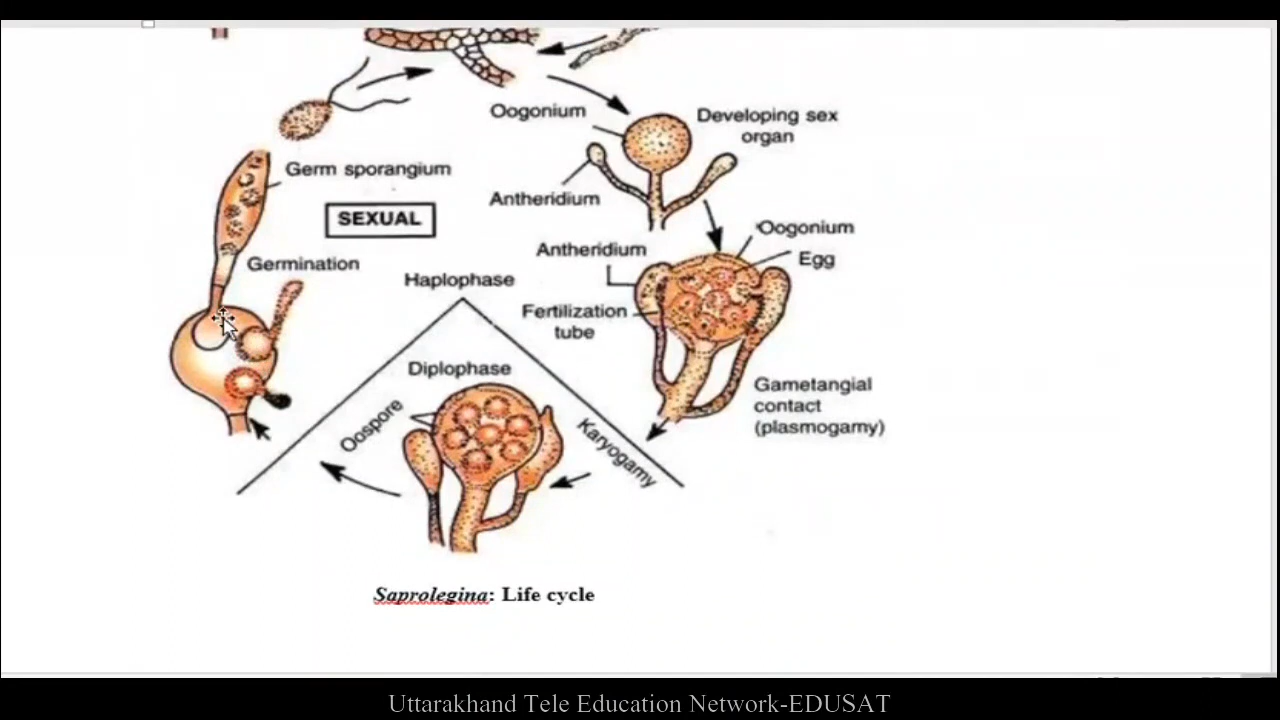 Oogonium
Developing sex
organ
Germ sporangium
Antheridium
SEXUAL
Oogonium
Antheridium
Egg
Germination
Haplophase
Fertilization
tube
Diplophase
Gametangial
contact
(plasmogamy)
Oospore
Karyogamy
Saprolegina: Life cycle
Uttarakhand Tele Education Network-EDUSAT